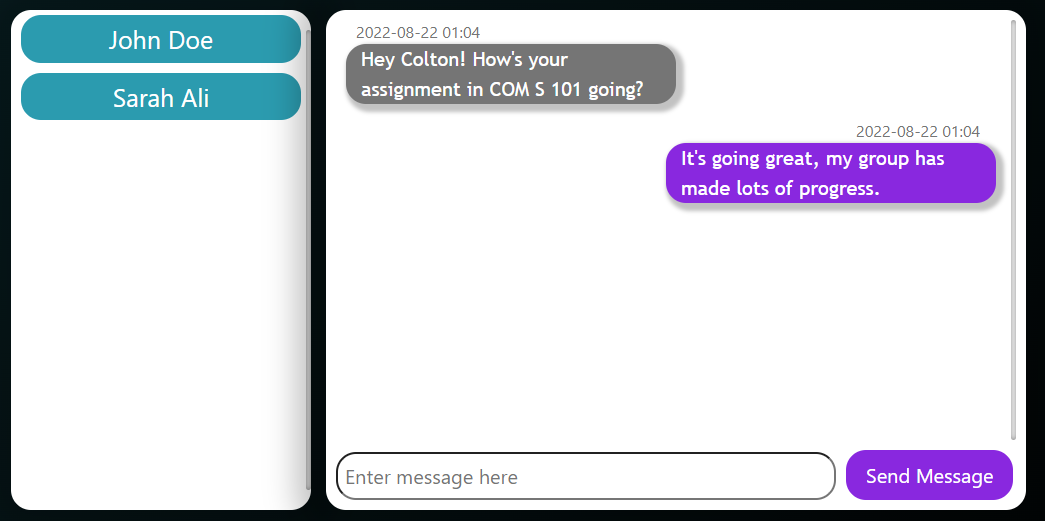 John Doe
Sarah Ali
2022-08-22 01:04
Hey Colton! How's your
assignment in COM S 101 going?
2022-08-22 01:04
It's going great, my group has
made lots of progress.
Enter message here
Send Message